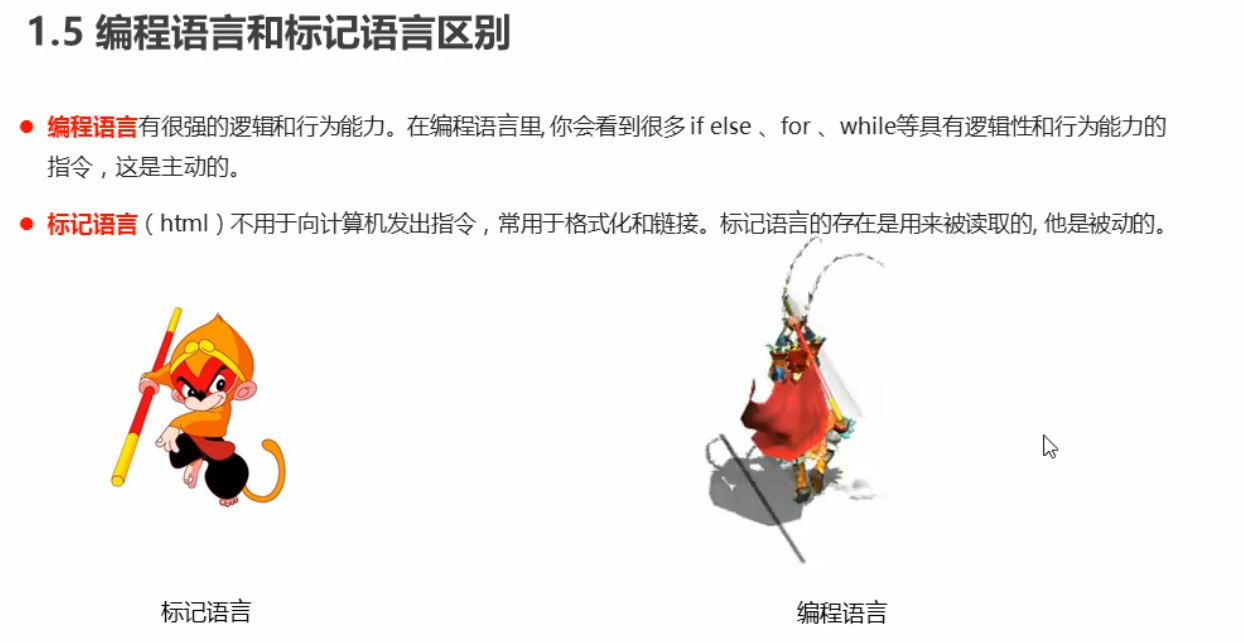 1.5 编程语言和标记语言区别
编程语言有很强的逻辑和行为能力。在编程语言里, 你会看到很多 if else 、for 、while等具有逻辑性和行为能力的
指令，这是主动的。
标记语言（html）不用于向计算机发出指令，常用于格式化和链接。标记语言的存在是用来被读取的, 他是被动的。
标记语言
编程语言